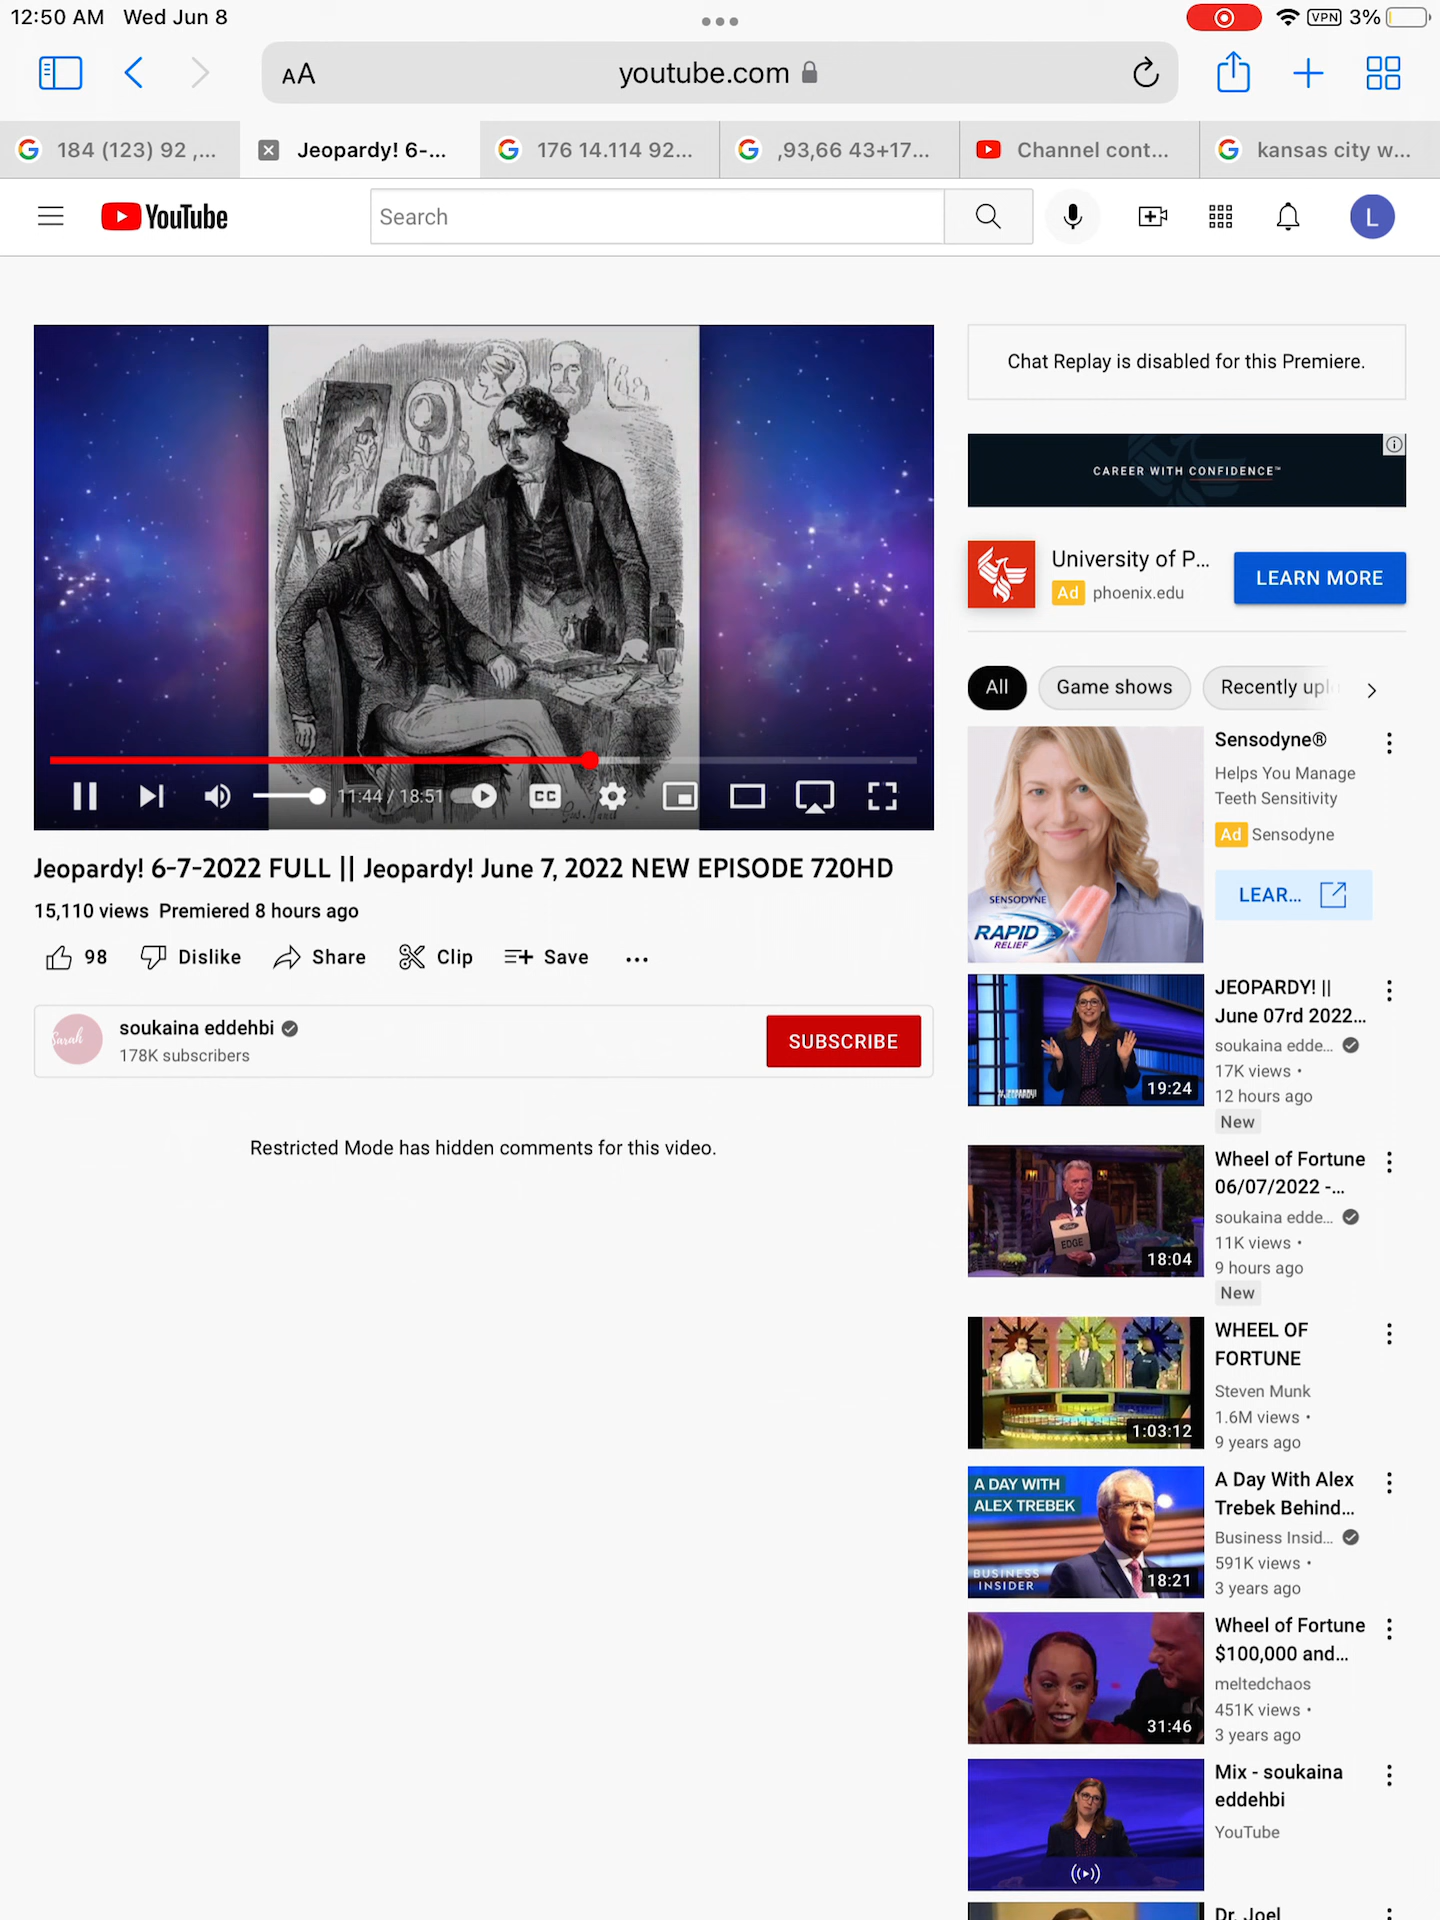 12:50 AM Wed Jun 8
VPN 3%
AA
youtube.com
184 (123) 92 ,...
Jeopardy! 6-...
176 14.114 92...
,93,66 43+17...
Channel cont...
kansas city w...
YouTube
Search
L
Chat Replay is disabled for this Premiere.
CAREER WITH CONFIDENCE™
University of P...
Ad phoenix.edu
LEARN MORE
All
Game shows
Recently uplo
11:44 / 18:51
CC
Jeopardy! 6-7-2022 FULL || Jeopardy! June 7, 2022 NEW EPISODE 720HD
15,110 views Premiered 8 hours ago
98
Dislike
Share
Clip
Save
Sarah
soukaina eddehbi
178K subscribers
SUBSCRIBE
Restricted Mode has hidden comments for this video.
SENSODYNE
RAPID
RELIEF
Sensodyne®
Helps You Manage
Teeth Sensitivity
Ad Sensodyne
LEAR...
19:24
JEOPARDY! ||
June 07rd 2022...
soukaina edde...
17K views •
12 hours ago
New
EDGE
18:04
Wheel of Fortune
06/07/2022 -...
soukaina edde...
11K views •
9 hours ago
New
1:03:12
WHEEL OF
FORTUNE
Steven Munk
1.6M views •
9 years ago
A DAY WITH
ALEX TREBEK
BUSINESS
INSIDER
18:21
A Day With Alex
Trebek Behind...
Business Insid...
591K views •
3 years ago
31:46
Wheel of Fortune
$100,000 and...
meltedchaos
451K views •
3 years ago
Mix - soukaina
eddehbi
YouTube
Dr. Joel